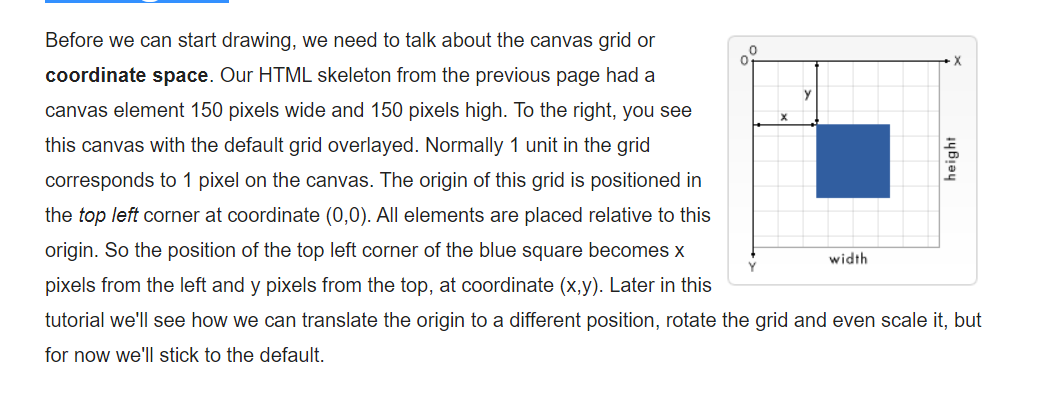 Before we can start drawing, we need to talk about the canvas grid or
coordinate space. Our HTML skeleton from the previous page had a
canvas element 150 pixels wide and 150 pixels high. To the right, you see
this canvas with the default grid overlayed. Normally 1 unit in the grid
corresponds to 1 pixel on the canvas. The origin of this grid is positioned in
the top left corner at coordinate (0,0). All elements are placed relative to this
origin. So the position of the top left corner of the blue square becomes x
pixels from the left and y pixels from the top, at coordinate (x,y). Later in this
tutorial we'll see how we can translate the origin to a different position, rotate the grid and even scale it, but
for now we'll stick to the default.
0
0
X
y
x
height
width
Y